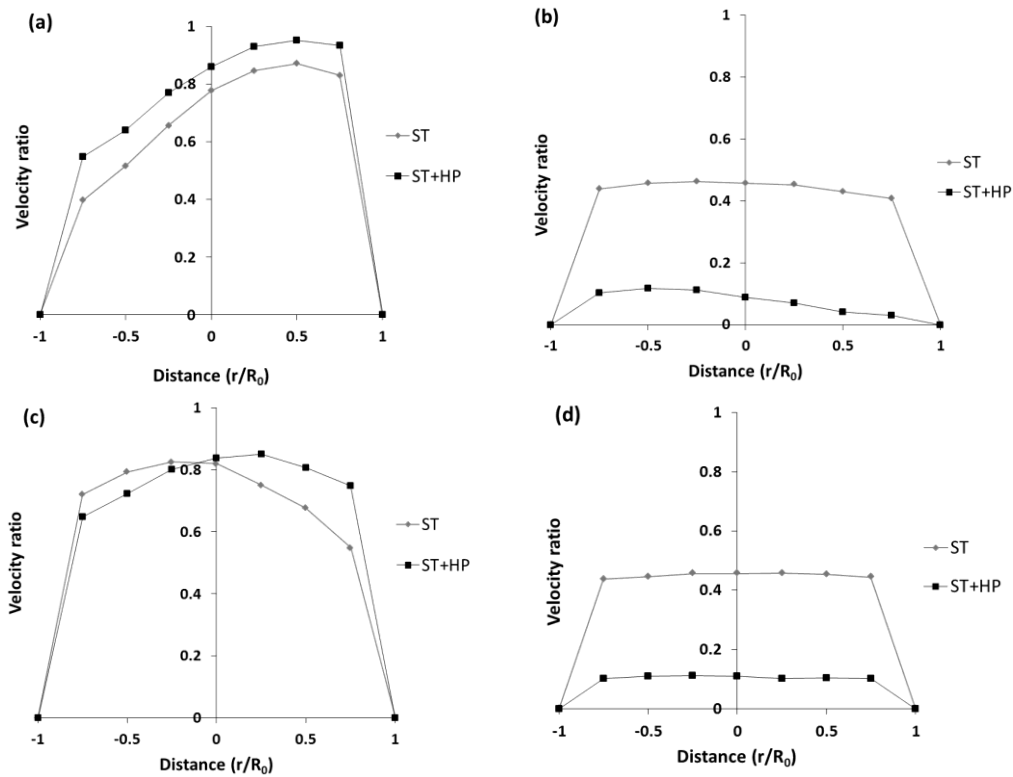 (a)
1
0.8
0.6
0.4
0.2
0
-1
-0.5
0
0.5
1
Velocity ratio
Distance (r/R₀)
ST
ST+HP
(b)
1
0.8
0.6
0.4
0.2
0
-1
-0.5
0
0.5
1
Velocity ratio
Distance (r/R₀)
ST
ST+HP
(c)
1
0.8
0.6
0.4
0.2
0
-1
-0.5
0
0.5
1
Velocity ratio
Distance (r/R₀)
ST
ST+HP
(d)
1
0.8
0.6
0.4
0.2
0
-1
-0.5
0
0.5
1
Velocity ratio
Distance (r/R₀)
ST
ST+HP